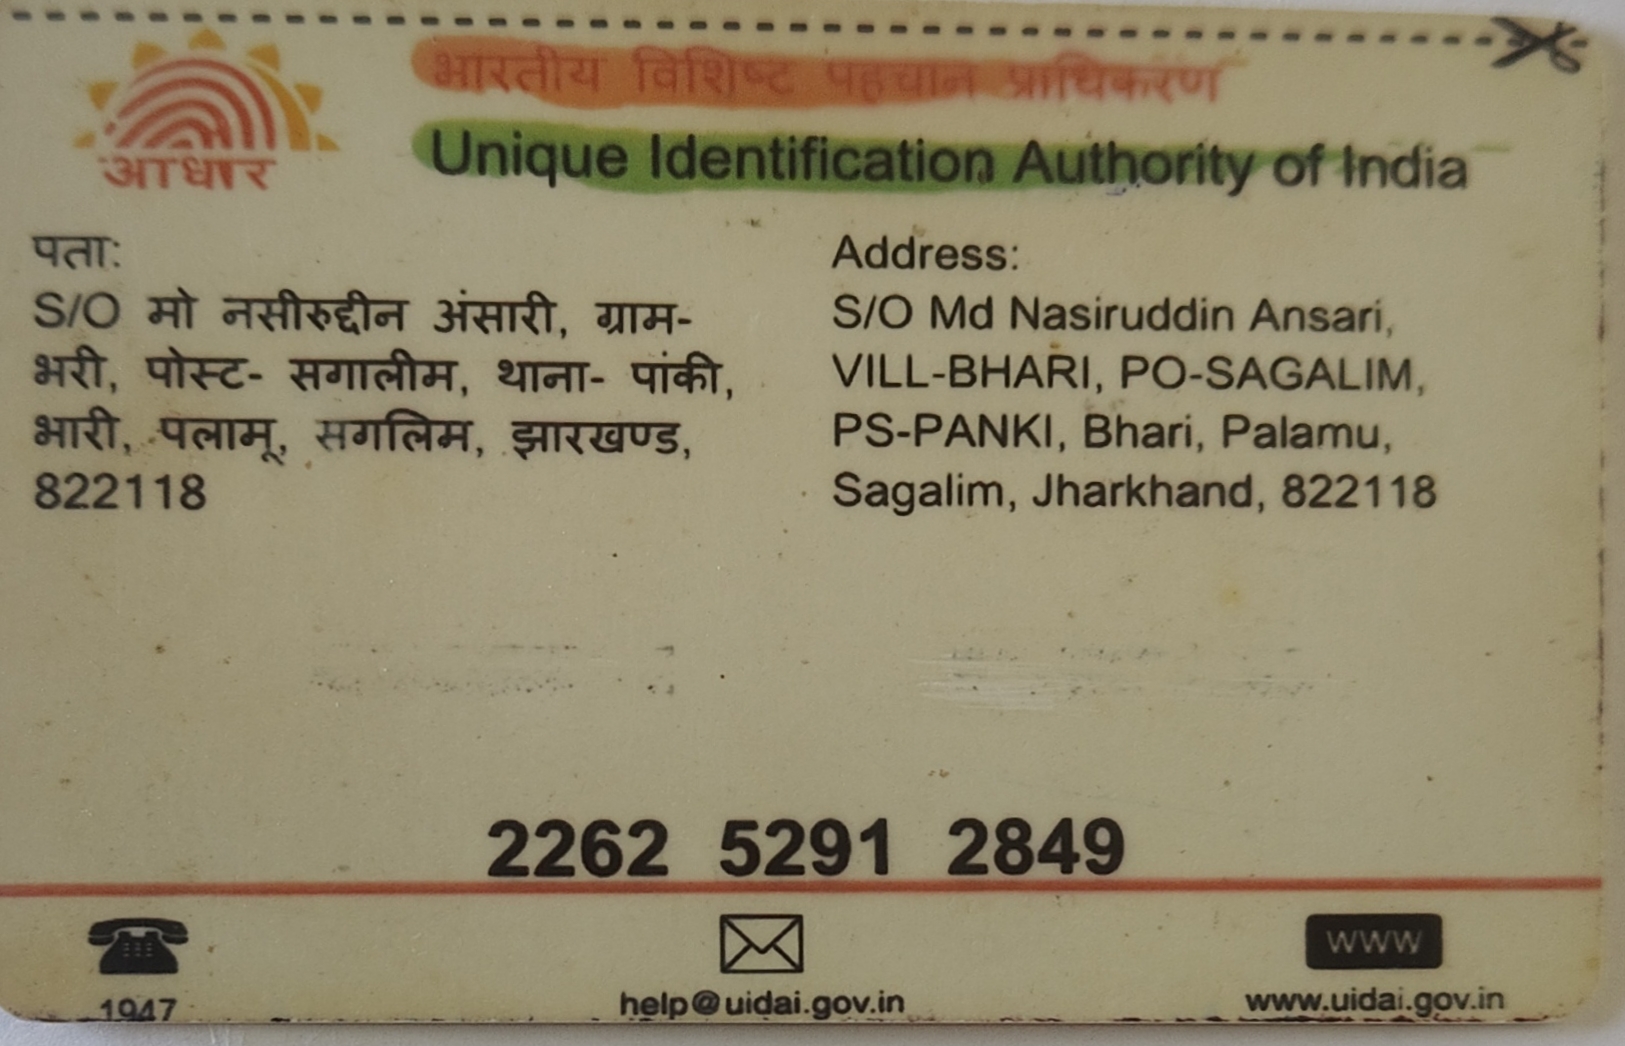 भारतीय विशिष्ट पहचान प्राधिकरण
आधार
Unique Identification Authority of India
पता:
S/O मो नसीरुद्दीन अंसारी, ग्राम-
भरी, पोस्ट- सगालीम, थाना- पांकी,
भारी, पलामू, सगलिम, झारखण्ड,
822118
Address:
S/O Md Nasiruddin Ansari,
VILL-BHARI, PO-SAGALIM,
PS-PANKI, Bhari, Palamu,
Sagalim, Jharkhand, 822118
2262 5291 2849
1947
help@uidai.gov.in
www
www.uidai.gov.in